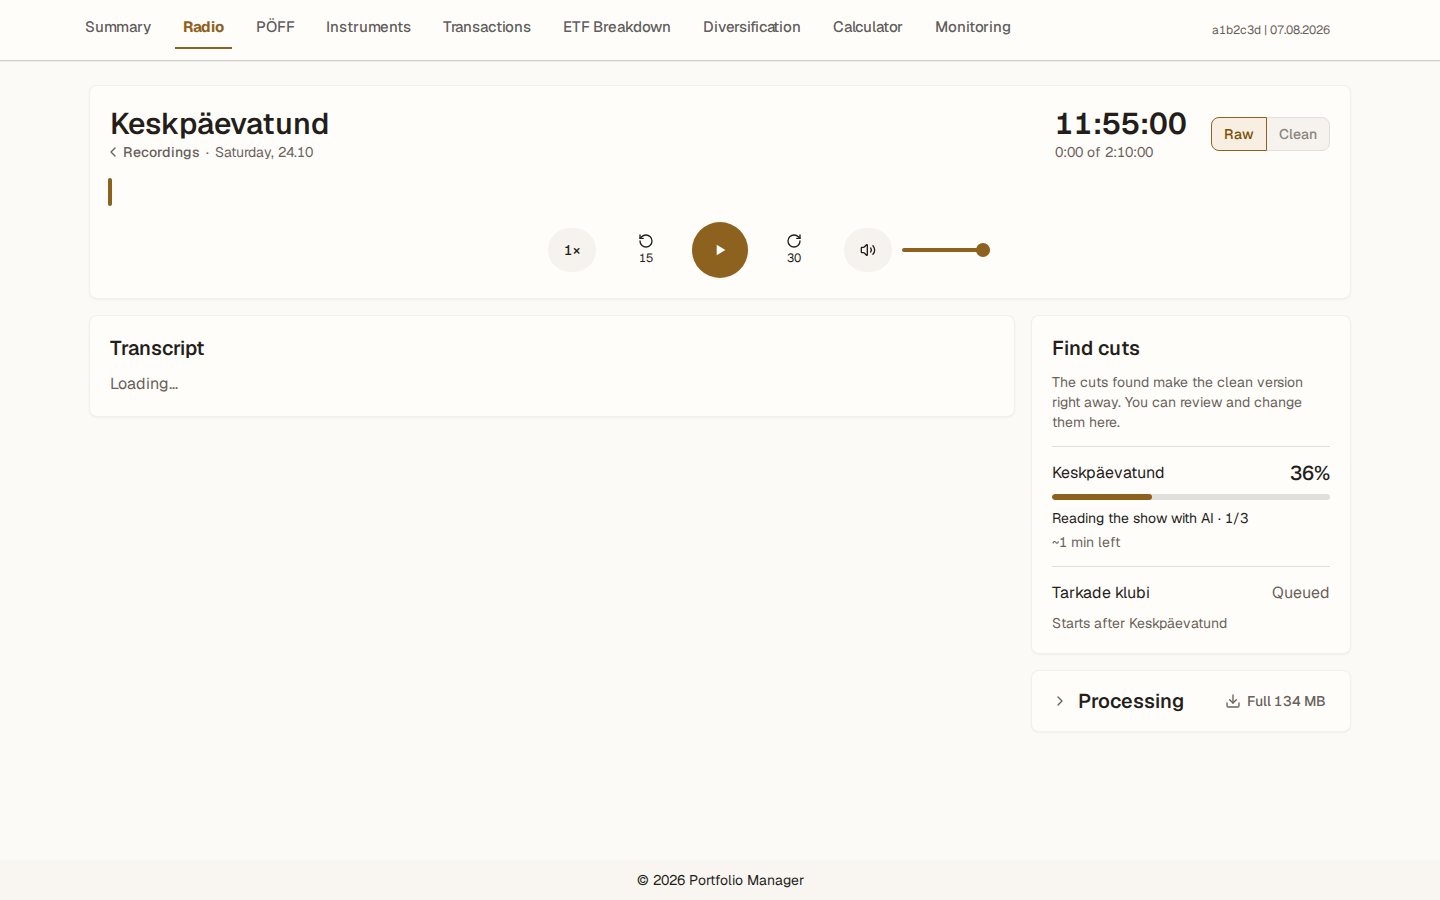 Summary Radio PÖFF Instruments Transactions ETF Breakdown Diversification Calculator Monitoring a1b2c3d | 07.08.2026
Keskpäevatund
Recordings · Saturday, 24.10
11:55:00
0:00 of 2:10:00
Raw Clean
1×
15
30
Transcript
Loading...
Find cuts
The cuts found make the clean version
right away. You can review and change
them here.
Keskpäevatund 36%
Reading the show with AI · 1/3
~1 min left
Tarkade klubi Queued
Starts after Keskpäevatund
Processing Full 134 MB
© 2026 Portfolio Manager